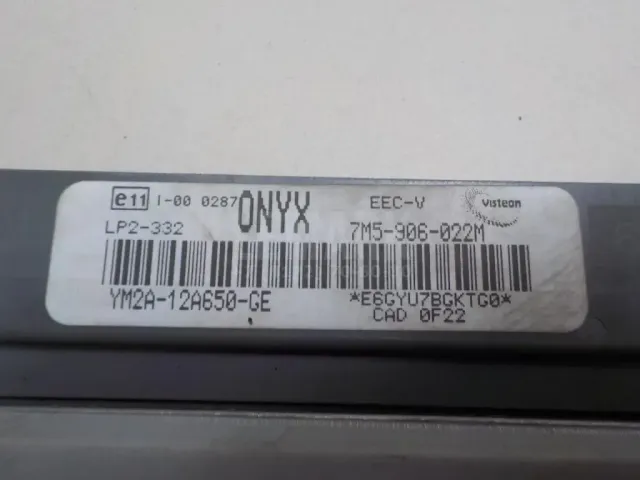 e11 I-00 0287 ONYX EEC-V Visteon
LP2-332 7M5-906-022M
YM2A-12A650-GE *E6GYU7BGKTG0*
CAD 0F22